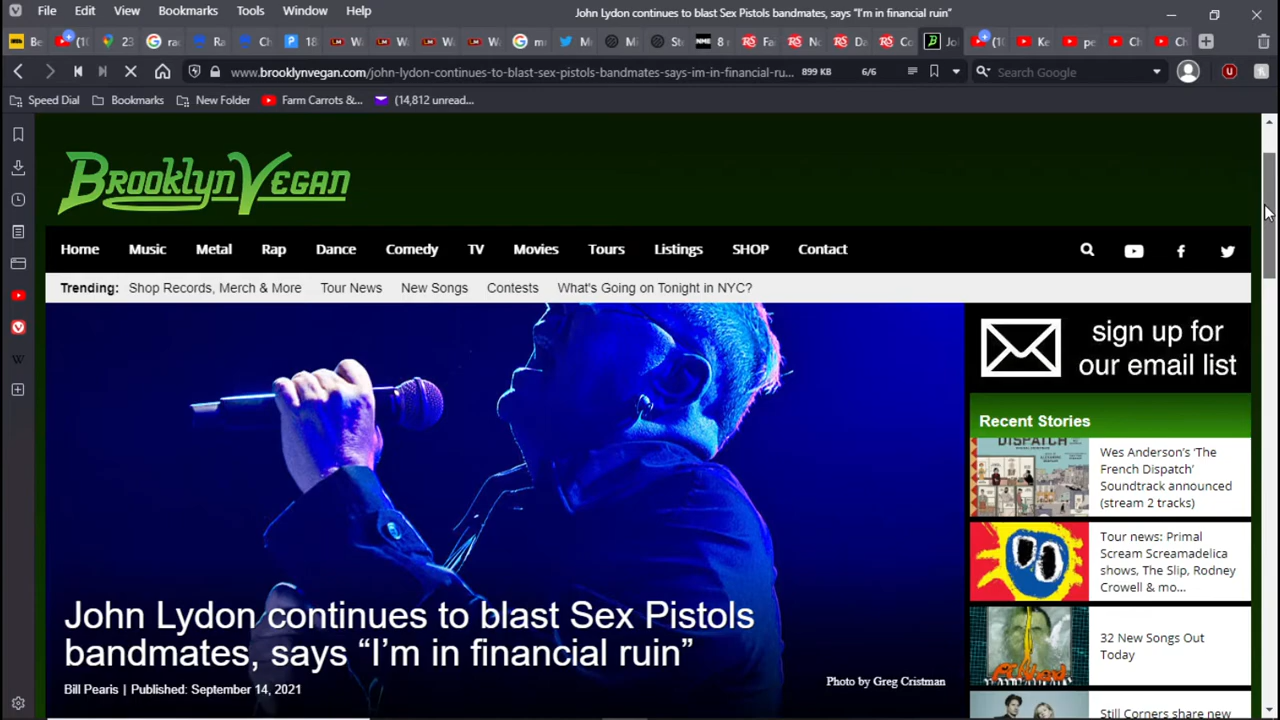 File Edit View Bookmarks Tools Window Help
John Lydon continues to blast Sex Pistols bandmates, says “I’m in financial ruin”
www.brooklynvegan.com/john-lydon-continues-to-blast-sex-pistols-bandmates-says-im-in-financial-ru...
899 KB 6/6
Search Google
Speed Dial Bookmarks New Folder Farm Carrots &... (14,812 unread...
BROOKLYNVEGAN
Home Music Metal Rap Dance Comedy TV Movies Tours Listings SHOP Contact
Trending: Shop Records, Merch & More Tour News New Songs Contests What's Going on Tonight in NYC?
John Lydon continues to blast Sex Pistols
bandmates, says “I’m in financial ruin”
Bill Pearis | Published: September 14, 2021
Photo by Greg Cristman
sign up for
our email list
Recent Stories
DISPATCH
Wes Anderson’s ‘The
French Dispatch’
Soundtrack announced
(stream 2 tracks)
Tour news: Primal
Scream Screamadelica
shows, The Slip, Rodney
Crowell & mo...
32 New Songs Out
Today
Still Corners share new